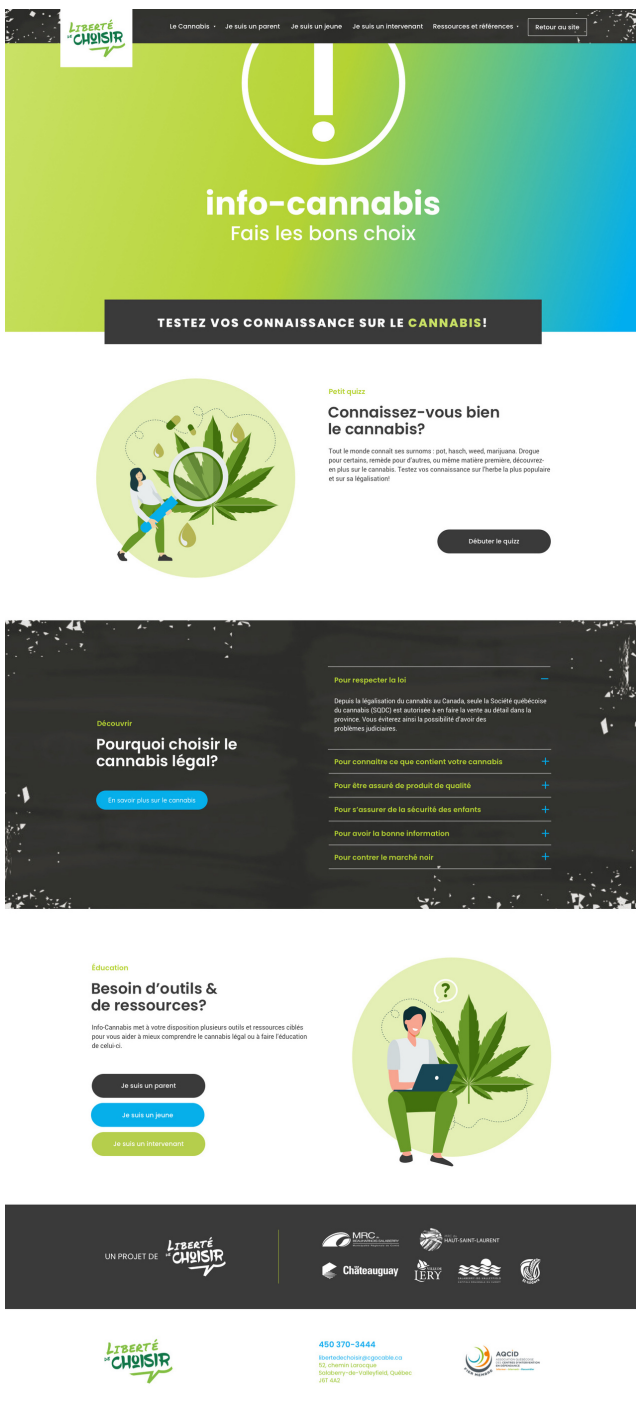 LIBERTÉ
DE CHOISIR
Le Cannabis
Je suis un parent
Je suis un jeune
Je suis un intervenant
Ressources et références
Retour au site
info-cannabis
Fais les bons choix
TESTEZ VOS CONNAISSANCE SUR LE CANNABIS!
Petit quizz
Connaissez-vous bien
le cannabis?
Tout le monde connaît ses surnoms : pot, hasch, weed, marijuana. Drogue
pour certains, remède pour d'autres, ou même matière première, découvrez-
en plus sur le cannabis. Testez vos connaissance sur l'herbe la plus populaire
et sur sa légalisation!
Débuter le quizz
Découvrir
Pourquoi choisir le
cannabis légal?
En savoir plus sur le cannabis
Pour respecter la loi
Depuis la légalisation du cannabis au Canada, seule la Société québécoise
du cannabis (SQDC) est autorisée à en faire la vente au détail dans la
province. Vous éviterez ainsi la possibilité d'avoir des
problèmes judiciaires.
Pour connaitre ce que contient votre cannabis
Pour être assuré de produit de qualité
Pour s'assurer de la sécurité des enfants
Pour avoir la bonne information
Pour contrer le marché noir
Éducation
Besoin d'outils &
de ressources?
Info-Cannabis met à votre disposition plusieurs outils et ressources ciblés
pour vous aider à mieux comprendre le cannabis légal ou à faire l'éducation
de celui-ci.
Je suis un parent
Je suis un jeune
Je suis un intervenant
?
UN PROJET DE
LIBERTÉ
DE CHOISIR
MRC
HAUT-SAINT-LAURENT
Châteauguay
LERY
LIBERTÉ
DE CHOISIR
450 370-3444
libertedechoisir@cgocable.ca
52, chemin Larocque
Salaberry-de-Valleyfield, Québec
J6T 4A2
AQCID